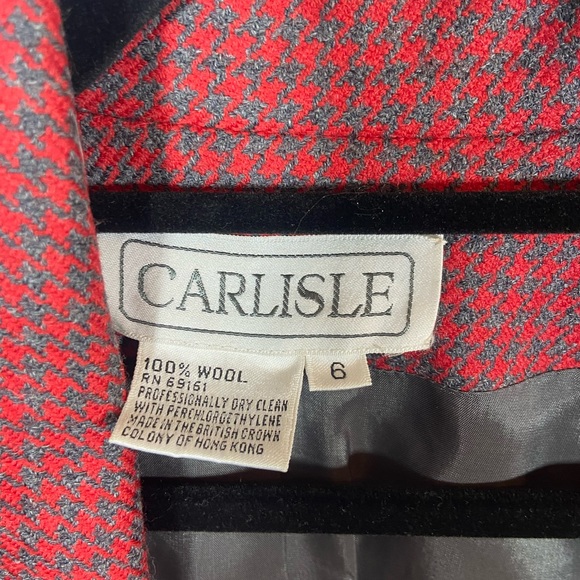 CARLISLE
6
100% WOOL
RN 69161
PROFESSIONALLY DRY CLEAN
WITH PERCHLOROETHYLENE
MADE IN THE BRITISH CROWN
COLONY OF HONG KONG